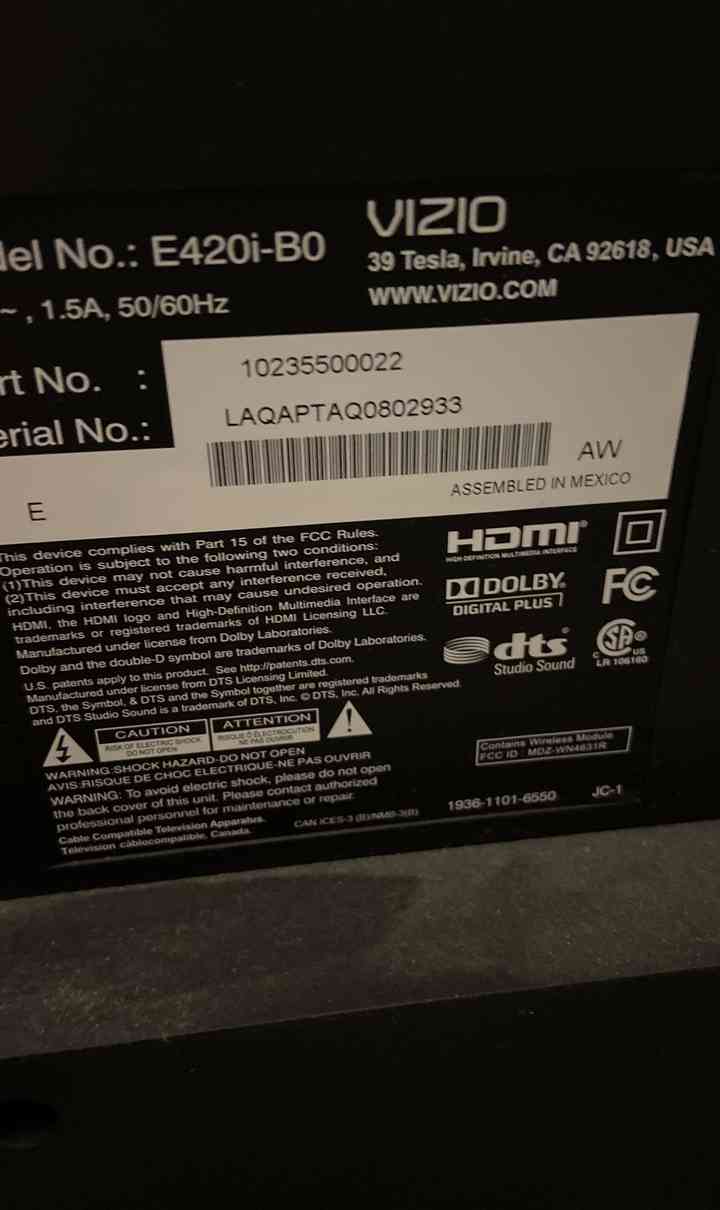 VIZIO
del No.: E420i-B0
39 Tesla, Irvine, CA 92618, USA
~ , 1.5A, 50/60Hz
WWW.VIZIO.COM
rt No. : 10235500022
erial No.: LAQAPTAQ0802933
AW
ASSEMBLED IN MEXICO
E
This device complies with Part 15 of the FCC Rules.
Operation is subject to the following two conditions:
(1)This device may not cause harmful interference, and
(2)This device must accept any interference received,
including interference that may cause undesired operation.
HDMI, the HDMI logo and High-Definition Multimedia Interface are
trademarks or registered trademarks of HDMI Licensing LLC.
Manufactured under license from Dolby Laboratories.
Dolby and the double-D symbol are trademarks of Dolby Laboratories.
U.S. patents apply to this product. See http://patents.dts.com.
Manufactured under license from DTS Licensing Limited.
DTS, the Symbol, & DTS and the Symbol together are registered trademarks
and DTS Studio Sound is a trademark of DTS, Inc. © DTS, Inc. All Rights Reserved.
HDMI®
HIGH-DEFINITION MULTIMEDIA INTERFACE
DOLBY®
DIGITAL PLUS
FC
dts®
Studio Sound
C SA® US
LR 106160
CAUTION
RISK OF ELECTRIC SHOCK
DO NOT OPEN
ATTENTION
RISQUE D ELECTROCUTION
NE PAS OUVRIR
!
WARNING:SHOCK HAZARD-DO NOT OPEN
AVIS:RISQUE DE CHOC ELECTRIQUE-NE PAS OUVRIR
WARNING: To avoid electric shock, please do not open
the back cover of this unit. Please contact authorized
professional personnel for maintenance or repair.
Cable Compatible Television Apparatus.
Télévision câblocompatible, Canada.
CAN ICES-3 (B)/NMB-3(B)
Contains Wireless Module
FCC ID : MDZ-WN4631R
1936-1101-6550
JC-1